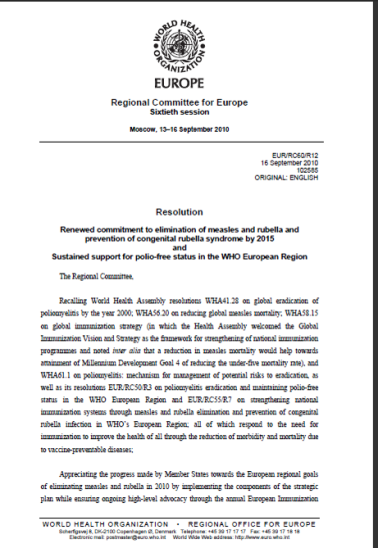 WORLD HEALTH ORGANIZATION
EUROPE
Regional Committee for Europe
Sixtieth session
Moscow, 13–16 September 2010
EUR/RC60/R12
16 September 2010
102585
ORIGINAL: ENGLISH
Resolution
Renewed commitment to elimination of measles and rubella and
prevention of congenital rubella syndrome by 2015
and
Sustained support for polio-free status in the WHO European Region
The Regional Committee,
Recalling World Health Assembly resolutions WHA41.28 on global eradication of
poliomyelitis by the year 2000; WHA56.20 on reducing global measles mortality; WHA58.15
on global immunization strategy (in which the Health Assembly welcomed the Global
Immunization Vision and Strategy as the framework for strengthening of national immunization
programmes and noted inter alia that a reduction in measles mortality would help towards
attainment of Millennium Development Goal 4 of reducing the under-five mortality rate), and
WHA61.1 on poliomyelitis: mechanism for management of potential risks to eradication, as
well as its resolutions EUR/RC50/R3 on poliomyelitis eradication and maintaining polio-free
status in the WHO European Region and EUR/RC55/R7 on strengthening national
immunization systems through measles and rubella elimination and prevention of congenital
rubella infection in WHO's European Region; all of which respond to the need for
immunization to improve the health of all through the reduction of morbidity and mortality due
to vaccine-preventable diseases;
Appreciating the progress made by Member States towards the European regional goals
of eliminating measles and rubella in 2010 by implementing the components of the strategic
plan while ensuring ongoing high-level advocacy through the annual European Immunization
WORLD HEALTH ORGANIZATION • REGIONAL OFFICE FOR EUROPE
Scherfigsvej 8, DK-2100 Copenhagen Ø, Denmark Telephone: +45 39 17 17 17 Fax: +45 39 17 18 18
Electronic mail: postmaster@euro.who.int World Wide Web address: http://www.euro.who.int